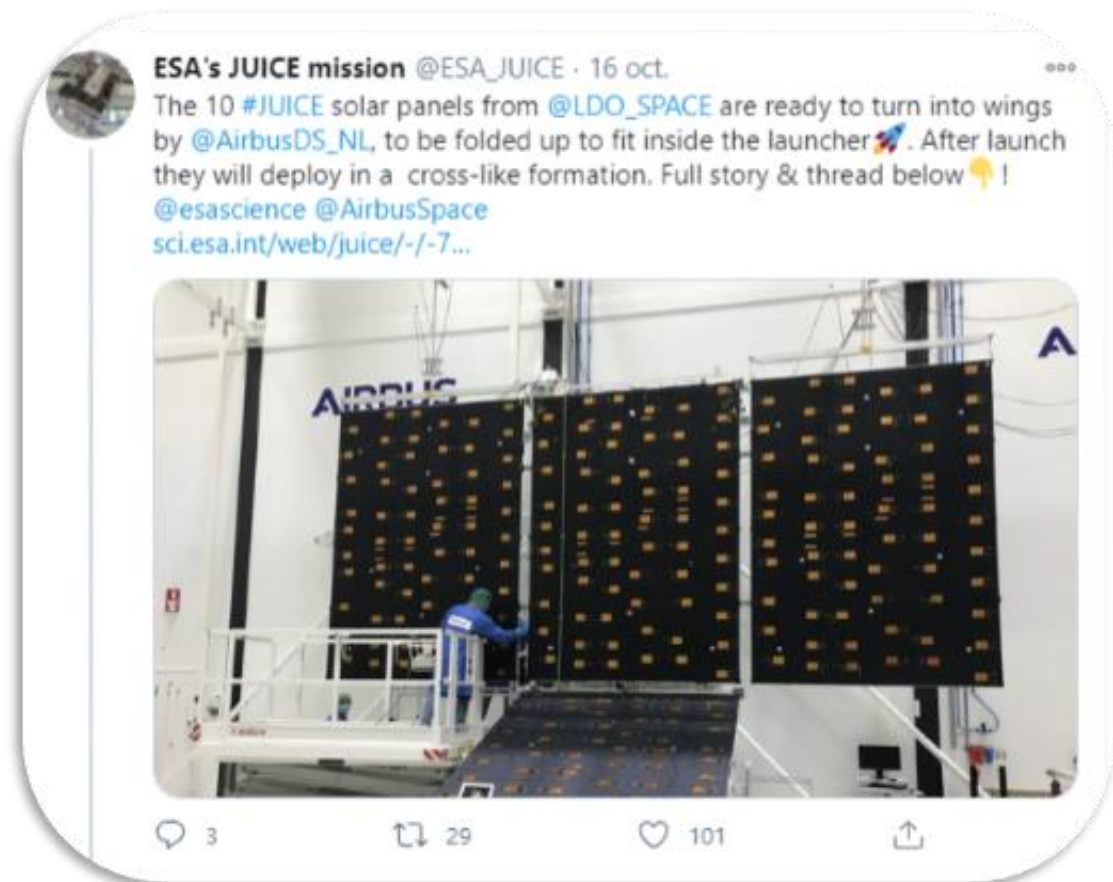 ESA's JUICE mission @ESA_JUICE · 16 oct.
The 10 #JUICE solar panels from @LDO_SPACE are ready to turn into wings
by @AirbusDS_NL, to be folded up to fit inside the launcher🚀. After launch
they will deploy in a cross-like formation. Full story & thread below👇!
@esascience @AirbusSpace
sci.esa.int/web/juice/-/-7...
AIRBUS
A
3 29 101